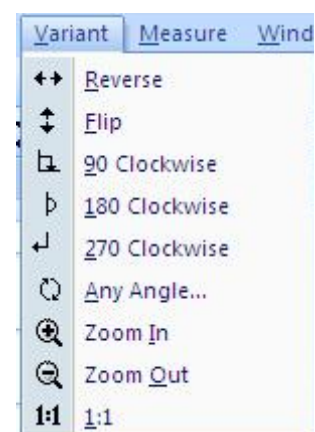 Variant Measure Wind
Reverse
Flip
90 Clockwise
180 Clockwise
270 Clockwise
Any Angle...
Zoom In
Zoom Out
1:1 1:1